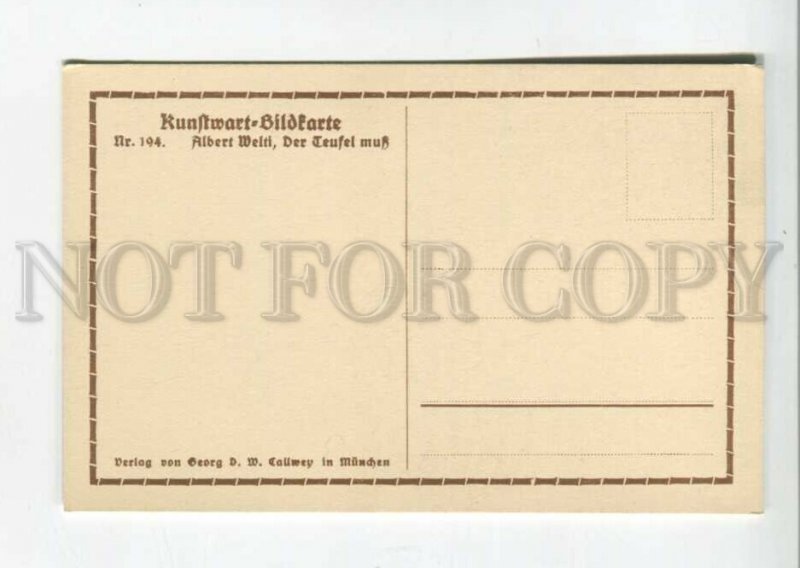 Kunstwart-Bildkarte
Nr. 194. Albert Welti, Der Teufel muß
NOT FOR COPY
Verlag von Georg D. W. Callwey in München